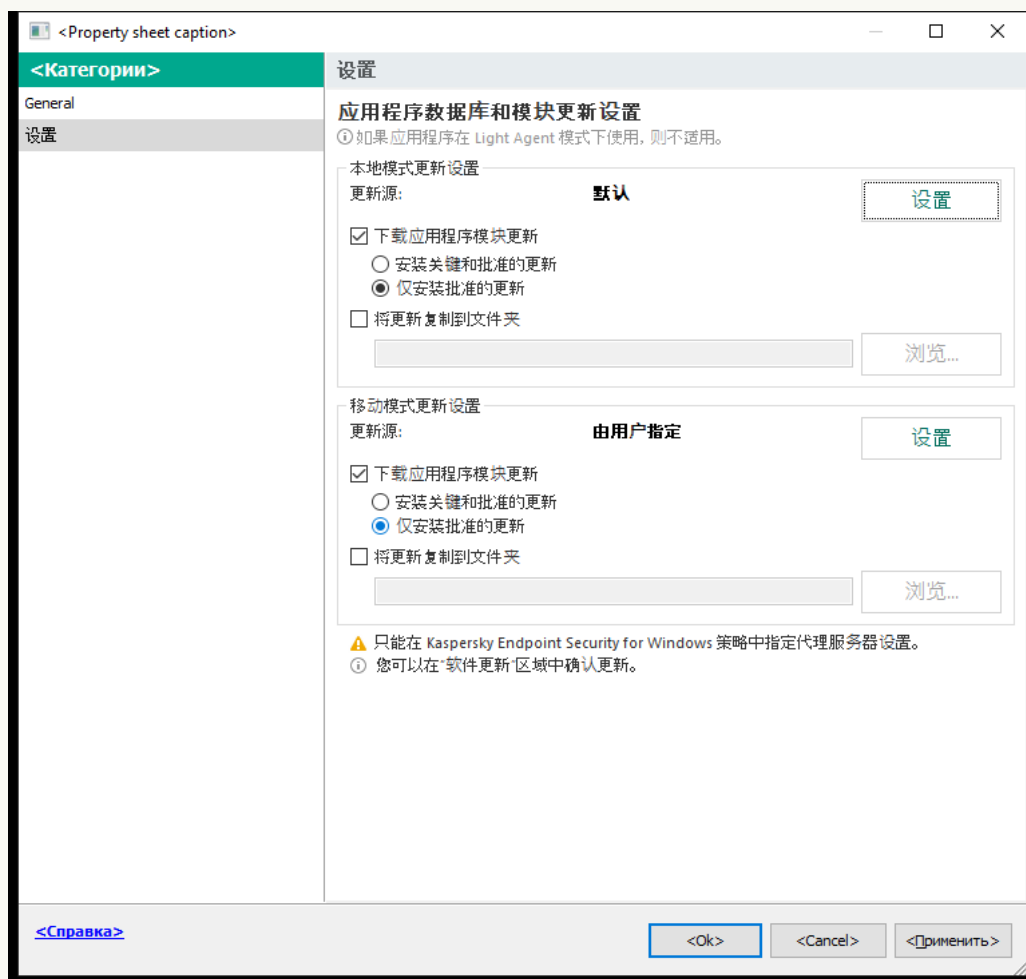 <Property sheet caption>
<Категории>
General
设置
设置
应用程序数据库和模块更新设置
如果应用程序在 Light Agent 模式下使用, 则不适用。
本地模式更新设置
更新源: 默认 设置
下载应用程序模块更新
安装关键和批准的更新
仅安装批准的更新
将更新复制到文件夹
浏览...
移动模式更新设置
更新源: 由用户指定 设置
下载应用程序模块更新
安装关键和批准的更新
仅安装批准的更新
将更新复制到文件夹
浏览...
只能在 Kaspersky Endpoint Security for Windows 策略中指定代理服务器设置。
您可以在"软件更新"区域中确认更新。
<Справка>
<Ok> <Cancel> <Применить>